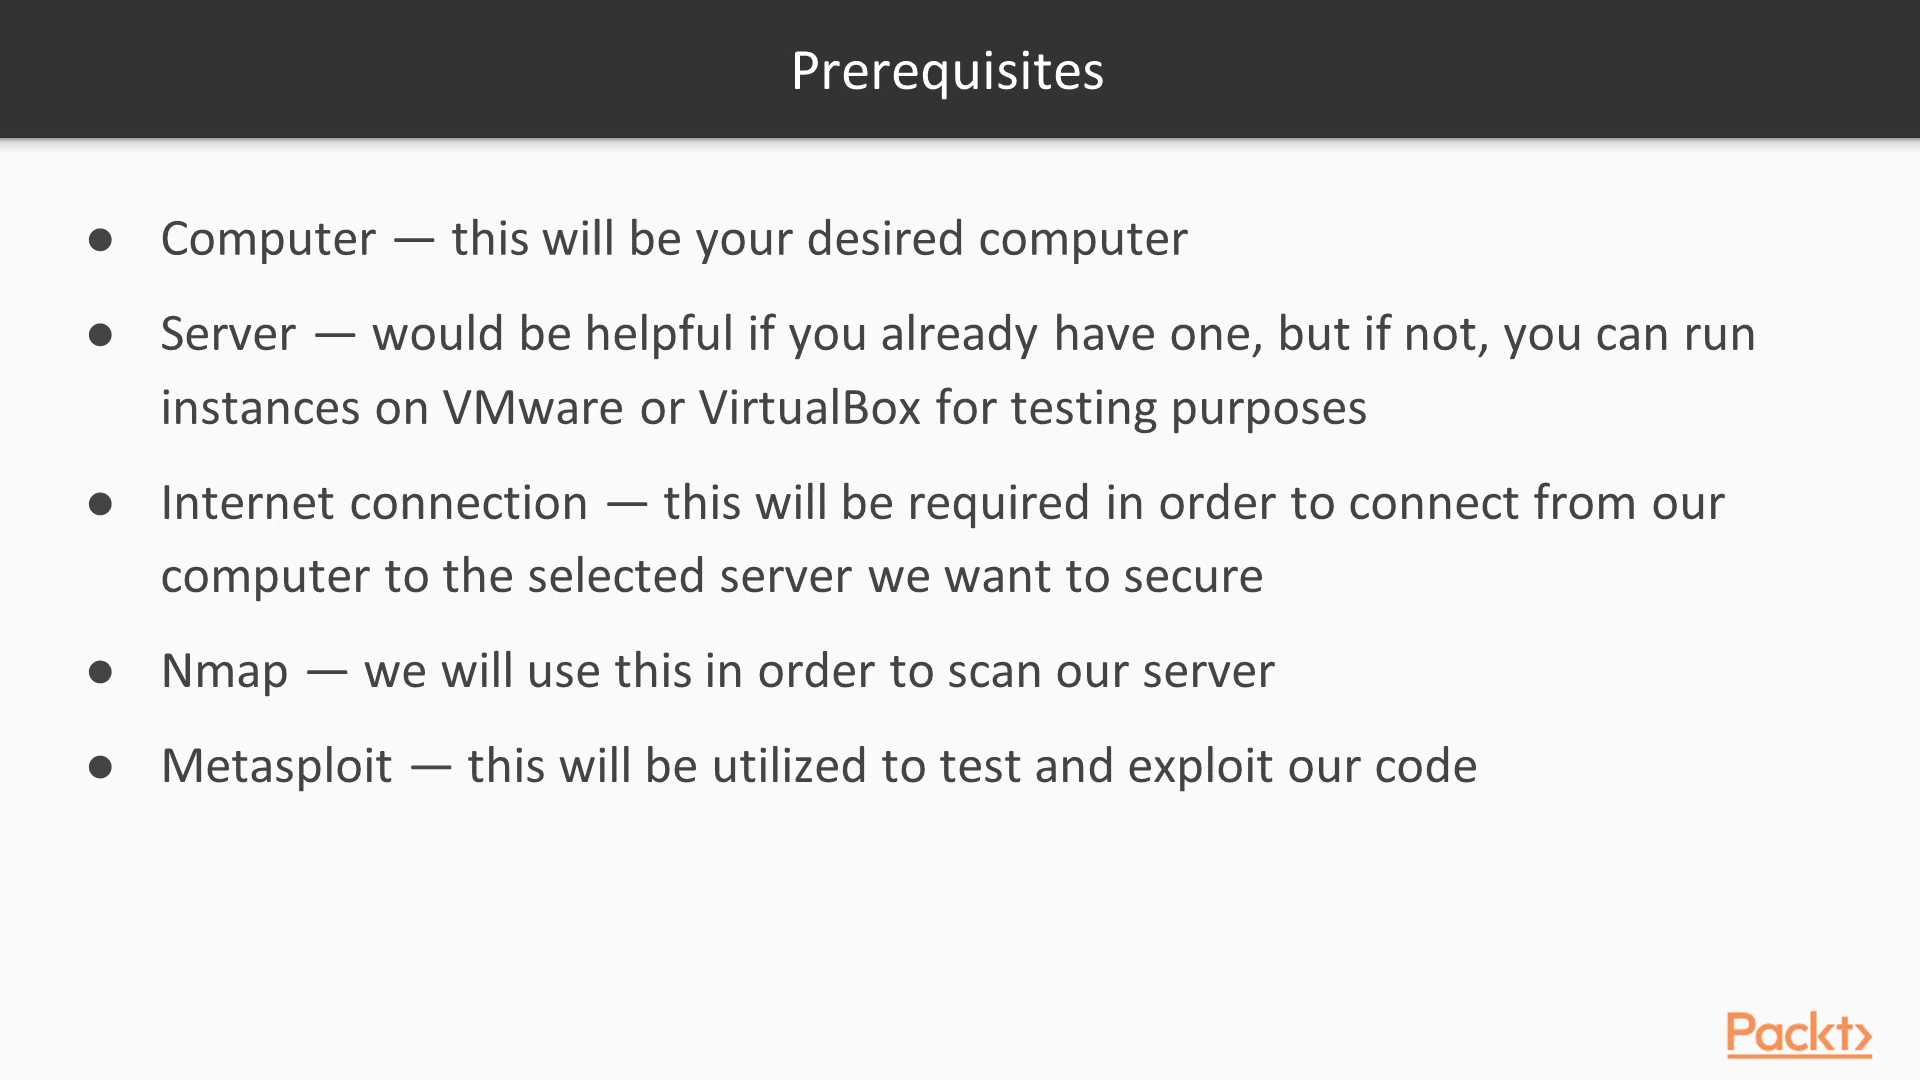 Prerequisites
● Computer — this will be your desired computer
● Server — would be helpful if you already have one, but if not, you can run
instances on VMware or VirtualBox for testing purposes
● Internet connection — this will be required in order to connect from our
computer to the selected server we want to secure
● Nmap — we will use this in order to scan our server
● Metasploit — this will be utilized to test and exploit our code
Packt>